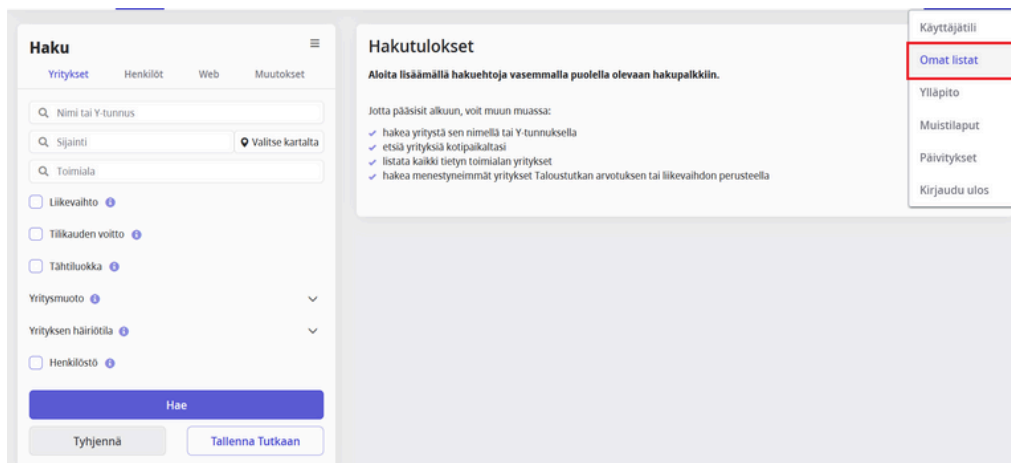 Haku
Yritykset Henkilöt Web Muutokset
Nimi tai Y-tunnus
Sijainti Valitse kartalta
Toimiala
Liikevaihto
Tilikauden voitto
Tähtiluokka
Yritysmuoto
Yrityksen häiriötila
Henkilöstö
Hae
Tyhjennä Tallenna Tutkaan
Hakutulokset
Aloita lisäämällä hakuehtoja vasemmalla puolella olevaan hakupalkkiin.
Jotta pääsisit alkuun, voit muun muassa:
hakea yritystä sen nimellä tai Y-tunnuksella
etsiä yrityksiä kotipaikaltasi
listata kaikki tietyn toimialan yritykset
hakea menestyneimmät yritykset Taloustutkan arvotuksen tai liikevaihdon perusteella
Käyttäjätili
Omat listat
Ylläpito
Muistilaput
Päivitykset
Kirjaudu ulos